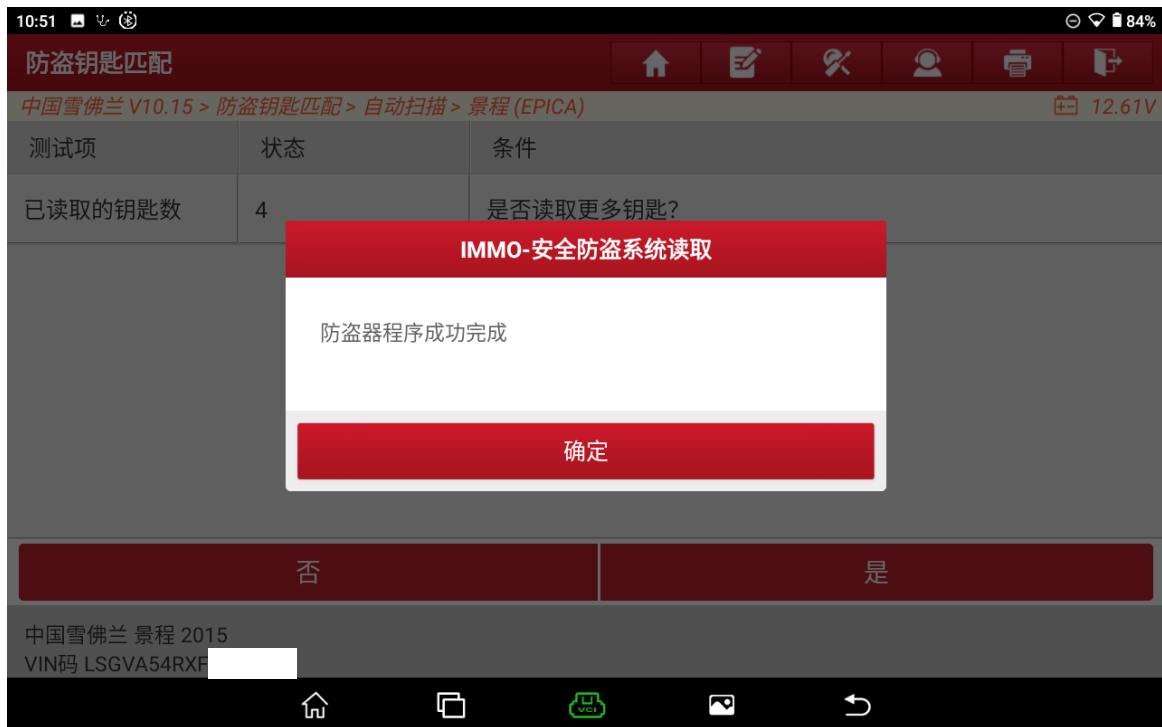 10:51
84%
防盗钥匙匹配
中国雪佛兰 V10.15 > 防盗钥匙匹配 > 自动扫描 > 景程 (EPICA)
12.61V
测试项 状态 条件
已读取的钥匙数 4 是否读取更多钥匙?
IMMO-安全防盗系统读取
防盗器程序成功完成
确定
否 是
中国雪佛兰 景程 2015
VIN码 LSGVA54RXF
VCI